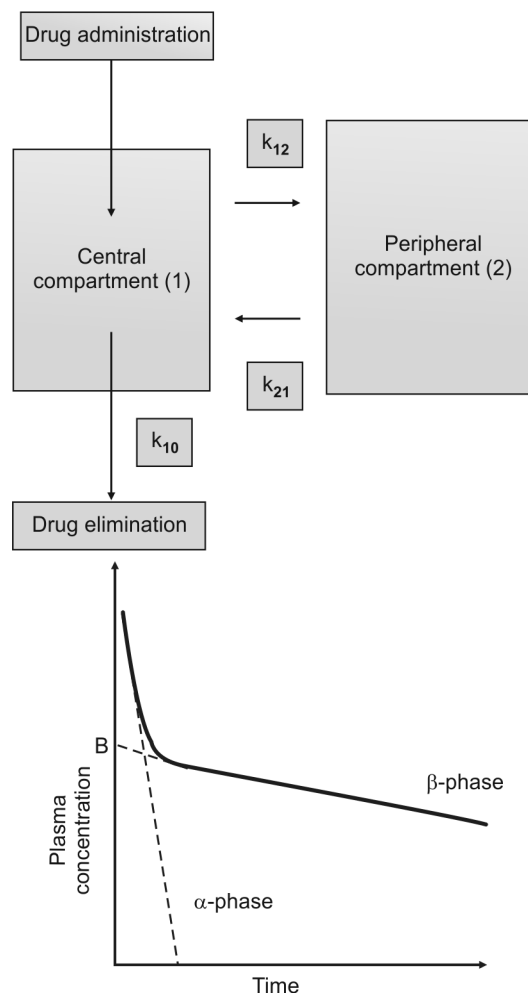 Drug administration
k12
Central
compartment (1)
Peripheral
compartment (2)
k21
k10
Drug elimination
B
β-phase
Plasma
concentration
α-phase
Time